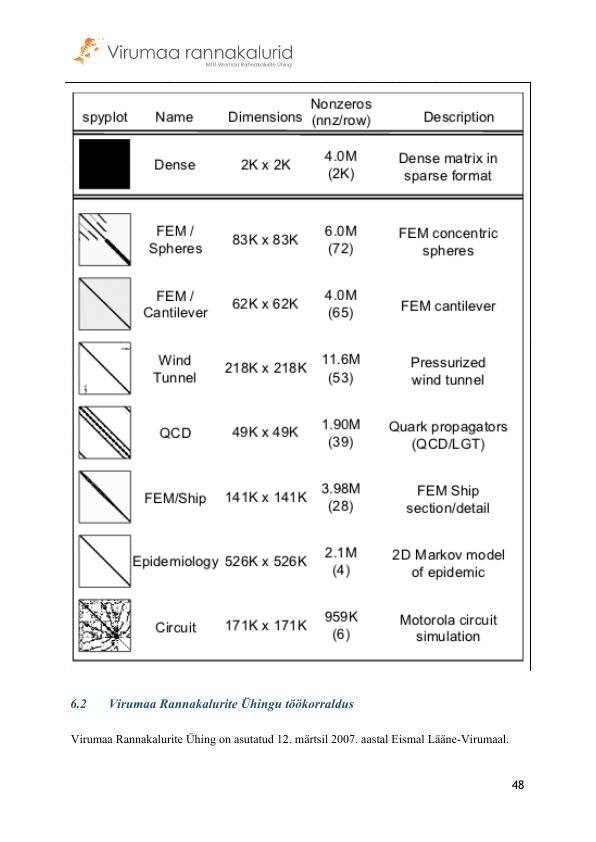 Virumaa rannakalurid
MTÜ Virumaa Rannakalurite Ühing
spyplot Name Dimensions Nonzeros (nnz/row) Description
Dense 2K x 2K 4.0M (2K) Dense matrix in sparse format
FEM / Spheres 83K x 83K 6.0M (72) FEM concentric spheres
FEM / Cantilever 62K x 62K 4.0M (65) FEM cantilever
Wind Tunnel 218K x 218K 11.6M (53) Pressurized wind tunnel
QCD 49K x 49K 1.90M (39) Quark propagators (QCD/LGT)
FEM/Ship 141K x 141K 3.98M (28) FEM Ship section/detail
Epidemiology 526K x 526K 2.1M (4) 2D Markov model of epidemic
Circuit 171K x 171K 959K (6) Motorola circuit simulation
6.2 Virumaa Rannakalurite Ühingu töökorraldus
Virumaa Rannakalurite Ühing on asutatud 12. märtsil 2007. aastal Eismal Lääne-Virumaal.
48